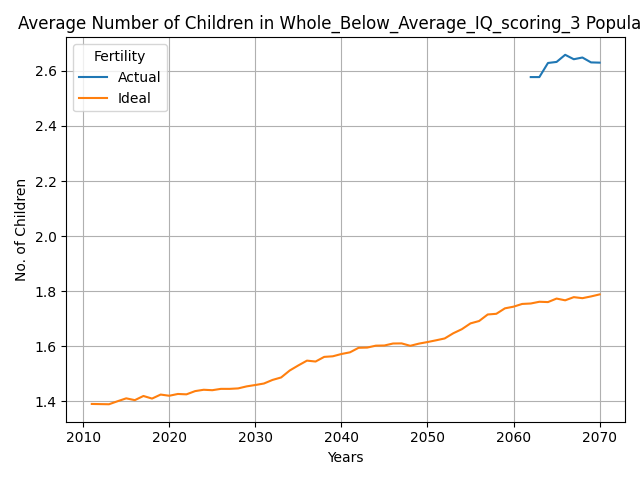 Average Number of Children in Whole_Below_Average_IQ_scoring_3 Popula
Fertility
Actual
Ideal
2.6
2.4
2.2
2.0
1.8
1.6
1.4
No. of Children
2010 2020 2030 2040 2050 2060 2070
Years